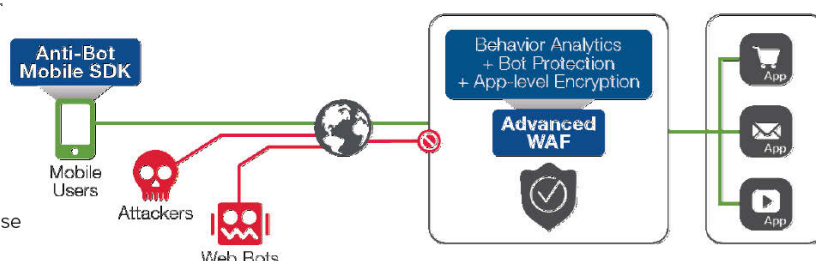 Anti-Bot
Mobile SDK
Mobile
Users
Attackers
Web Bots
se
Behavior Analytics
+ Bot Protection
+ App-level Encryption
Advanced
WAF
App
App
App